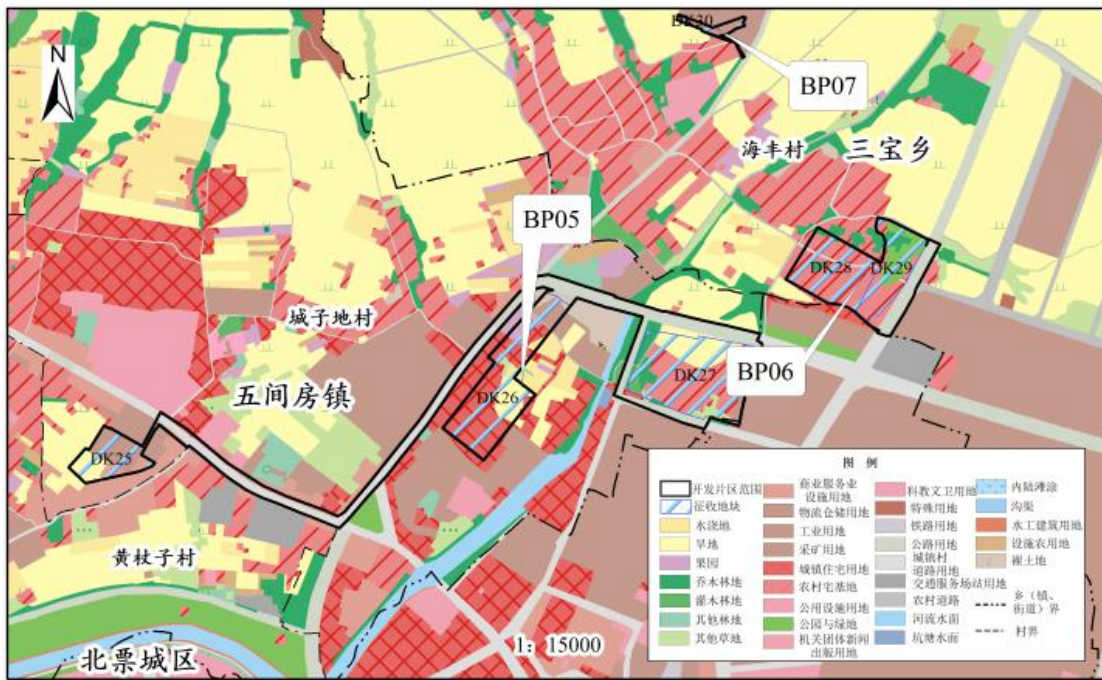 N
DK30
BP07
海丰村
三宝乡
BP05
DK28
DK29
城子地村
五间房镇
DK27
BP06
DK26
DK25
黄杖子村
北票城区
1：15000
图 例
开发片区范围
征收地块
水浇地
旱地
果园
乔木林地
灌木林地
其他林地
其他草地
商业服务业
设施用地
物流仓储用地
工业用地
采矿用地
城镇住宅用地
农村宅基地
公用设施用地
公园与绿地
机关团体新闻
出版用地
科教文卫用地
特殊用地
铁路用地
公路用地
城镇村
道路用地
交通服务场站用地
农村道路
河流水面
坑塘水面
内陆滩涂
沟渠
水工建筑用地
设施农用地
裸土地
乡（镇、
街道）界
村界